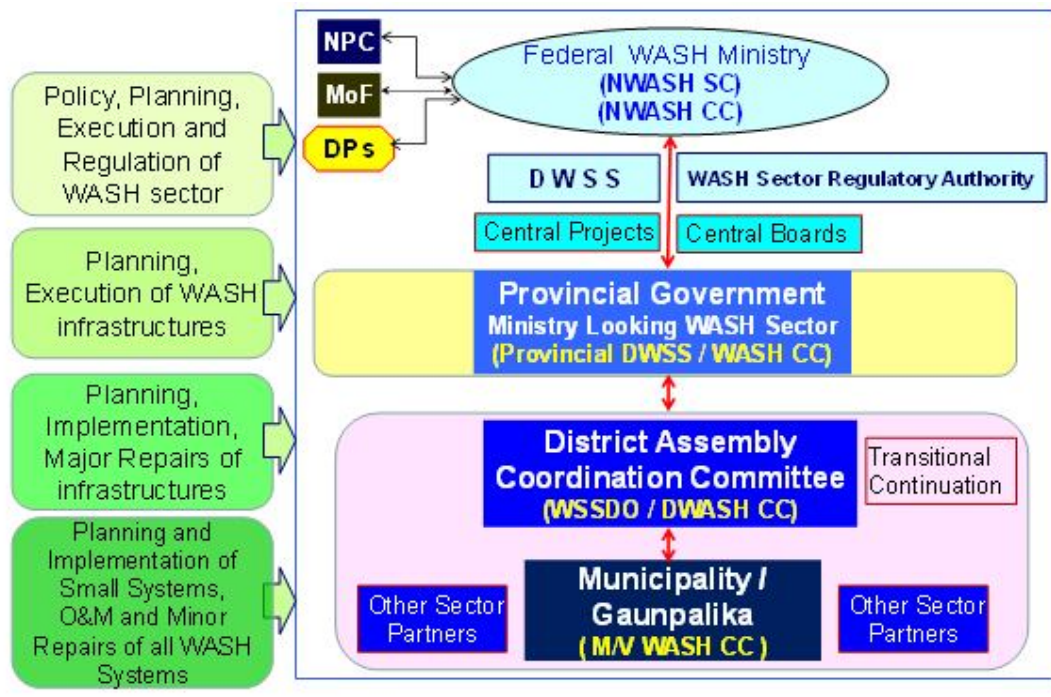 Policy, Planning,
Execution and
Regulation of
WASH sector
NPC
MoF
DPs
Federal WASH Ministry
(NWASH SC)
(NWASH CC)
D W S S
WASH Sector Regulatory Authority
Central Projects
Central Boards
Planning,
Execution of WASH
infrastructures
Provincial Government
Ministry Looking WASH Sector
(Provincial DWSS / WASH CC)
Planning,
Implementation,
Major Repairs of
infrastructures
District Assembly
Coordination Committee
(WSSDO / DWASH CC)
Transitional
Continuation
Planning and
Implementation of
Small Systems,
O&M and Minor
Repairs of all WASH
Systems
Other Sector
Partners
Municipality /
Gaunpalika
( M/V WASH CC )
Other Sector
Partners